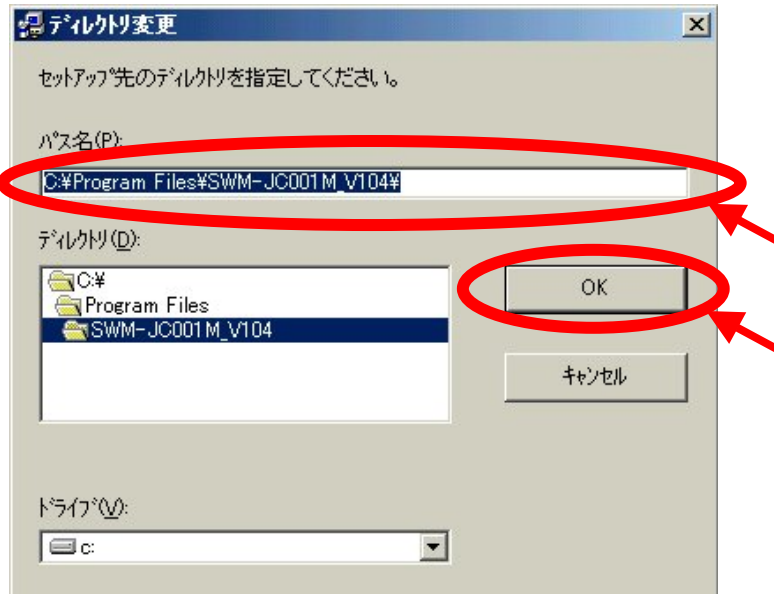 ディレクトリ変更
セットアップ先のディレクトリを指定してください。
パス名(P):
C:¥Program Files¥SWM-JC001M_V104¥
ディレクトリ(D):
C:¥
Program Files
SWM-JC001M_V104
OK
キャンセル
ドライブ(V):
c: